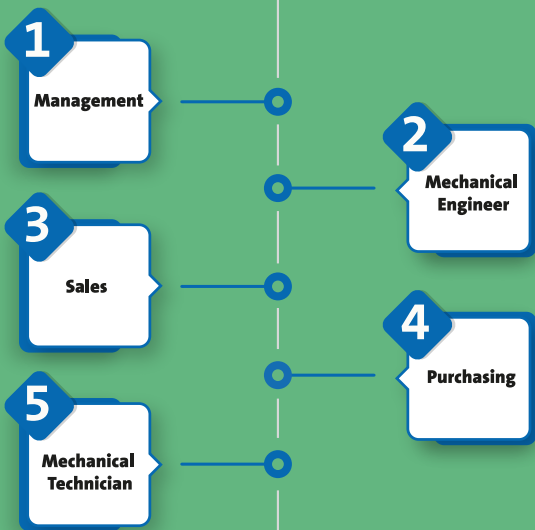 1
Management
2
Mechanical
Engineer
3
Sales
4
Purchasing
5
Mechanical
Technician